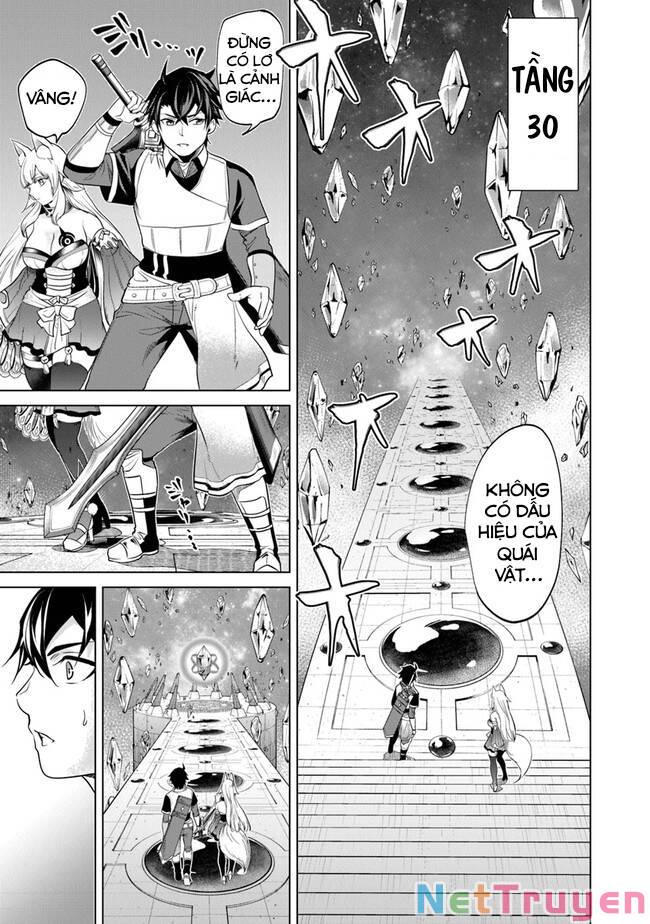 TẦNG
30
KHÔNG
CÓ DẤU
HIỆU CỦA
QUÁI
VẬT...
ĐỪNG
CÓ LƠ
LÀ CẢNH
GIÁC...
VÂNG!
NetTruyen